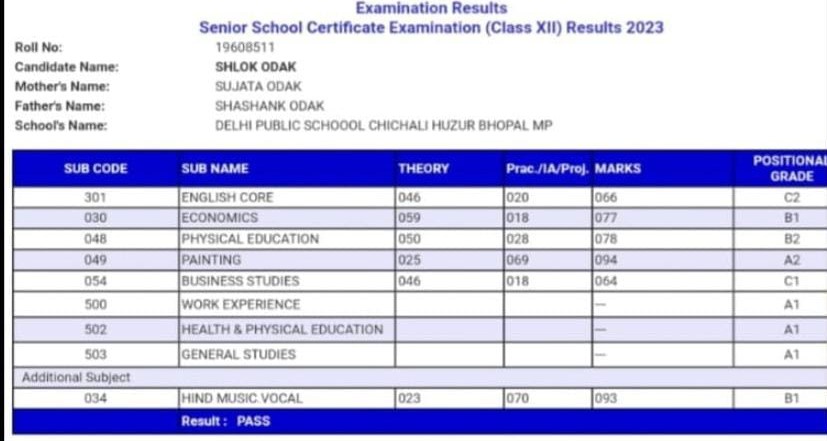 Examination Results
Senior School Certificate Examination (Class XII) Results 2023
Roll No: 19608511
Candidate Name: SHLOK ODAK
Mother's Name: SUJATA ODAK
Father's Name: SHASHANK ODAK
School's Name: DELHI PUBLIC SCHOOOL CHICHALI HUZUR BHOPAL MP
SUB CODE SUB NAME THEORY Prac./IA/Proj. MARKS POSITIONAL GRADE
301 ENGLISH CORE 046 020 066 C2
030 ECONOMICS 059 018 077 B1
048 PHYSICAL EDUCATION 050 028 078 B2
049 PAINTING 025 069 094 A2
054 BUSINESS STUDIES 046 018 064 C1
500 WORK EXPERIENCE --- A1
502 HEALTH & PHYSICAL EDUCATION --- A1
503 GENERAL STUDIES --- A1
Additional Subject
034 HIND MUSIC.VOCAL 023 070 093 B1
Result : PASS